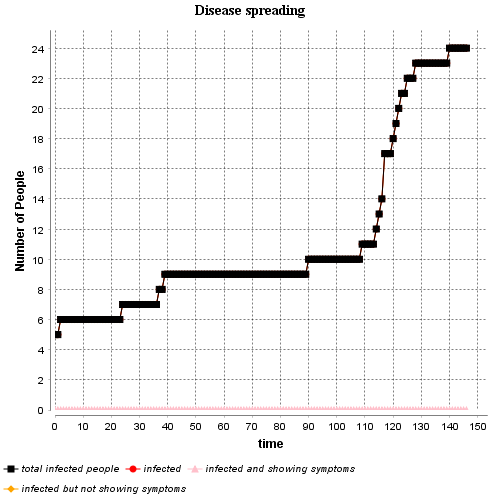 Disease spreading
Number of People
24
22
20
18
16
14
12
10
8
6
4
2
0
0 10 20 30 40 50 60 70 80 90 100 110 120 130 140 150
time
total infected people infected infected and showing symptoms
infected but not showing symptoms